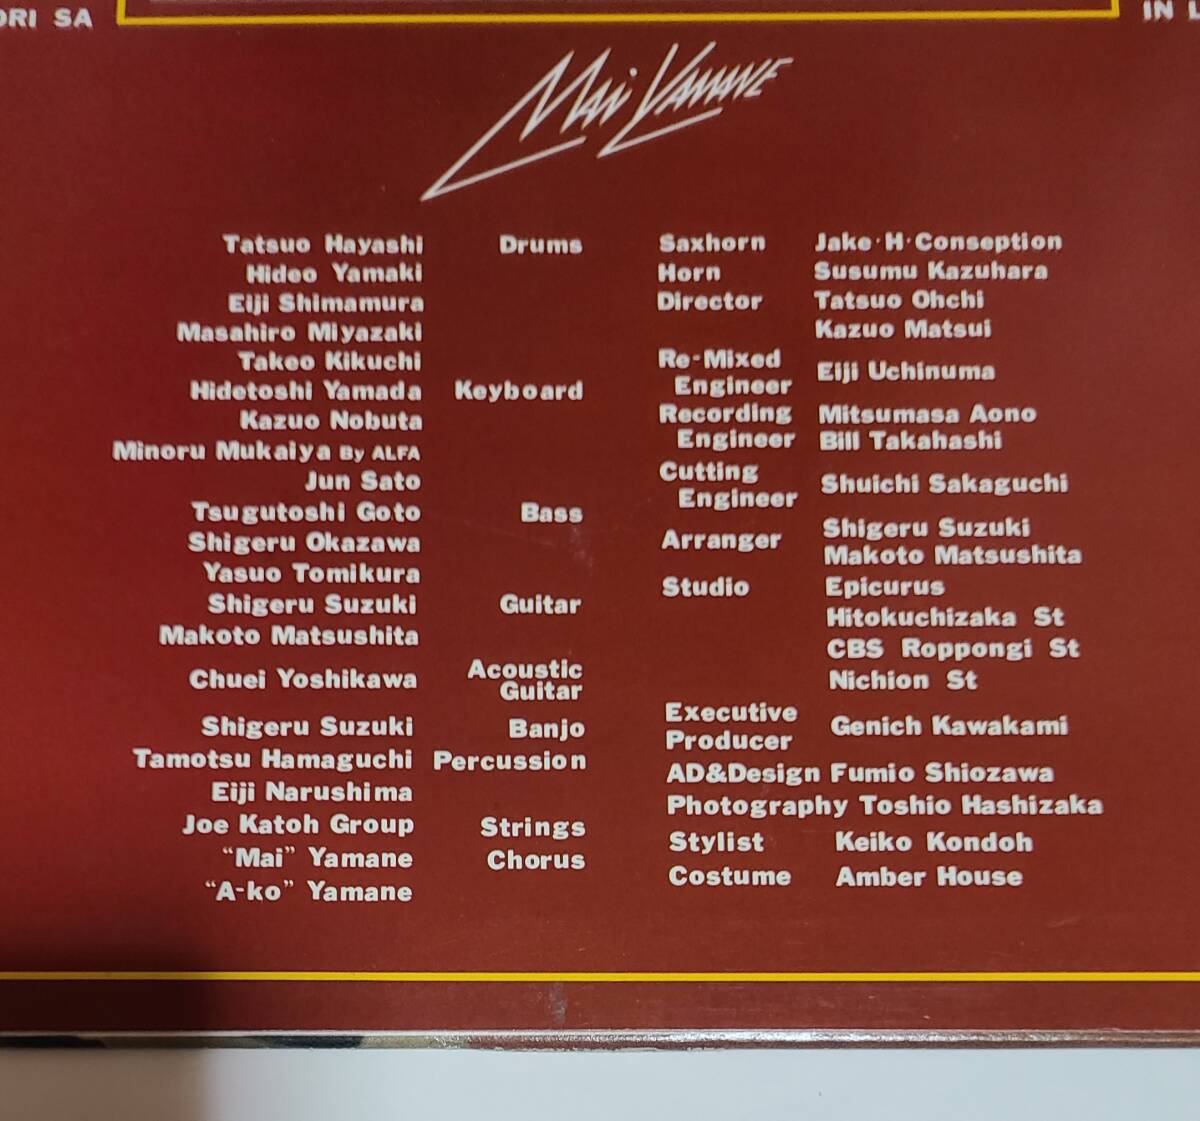 ORI SA
IN L
Mai YAMANE
Tatsuo Hayashi Drums
Hideo Yamaki
Eiji Shimamura
Masahiro Miyazaki
Takeo Kikuchi
Hidetoshi Yamada Keyboard
Kazuo Nobuta
Minoru Mukaiya By ALFA
Jun Sato
Tsugutoshi Goto Bass
Shigeru Okazawa
Yasuo Tomikura
Shigeru Suzuki Guitar
Makoto Matsushita
Chuei Yoshikawa Acoustic
Guitar
Shigeru Suzuki Banjo
Tamotsu Hamaguchi Percussion
Eiji Narushima
Joe Katoh Group Strings
“Mai” Yamane Chorus
“A-ko” Yamane
Saxhorn Jake·H·Conseption
Horn Susumu Kazuhara
Director Tatsuo Ohchi
Kazuo Matsui
Re-Mixed
Engineer Eiji Uchinuma
Recording Mitsumasa Aono
Engineer Bill Takahashi
Cutting
Engineer Shuichi Sakaguchi
Arranger Shigeru Suzuki
Makoto Matsushita
Studio Epicurus
Hitokuchizaka St
CBS Roppongi St
Nichion St
Executive
Producer Genich Kawakami
AD&Design Fumio Shiozawa
Photography Toshio Hashizaka
Stylist Keiko Kondoh
Costume Amber House